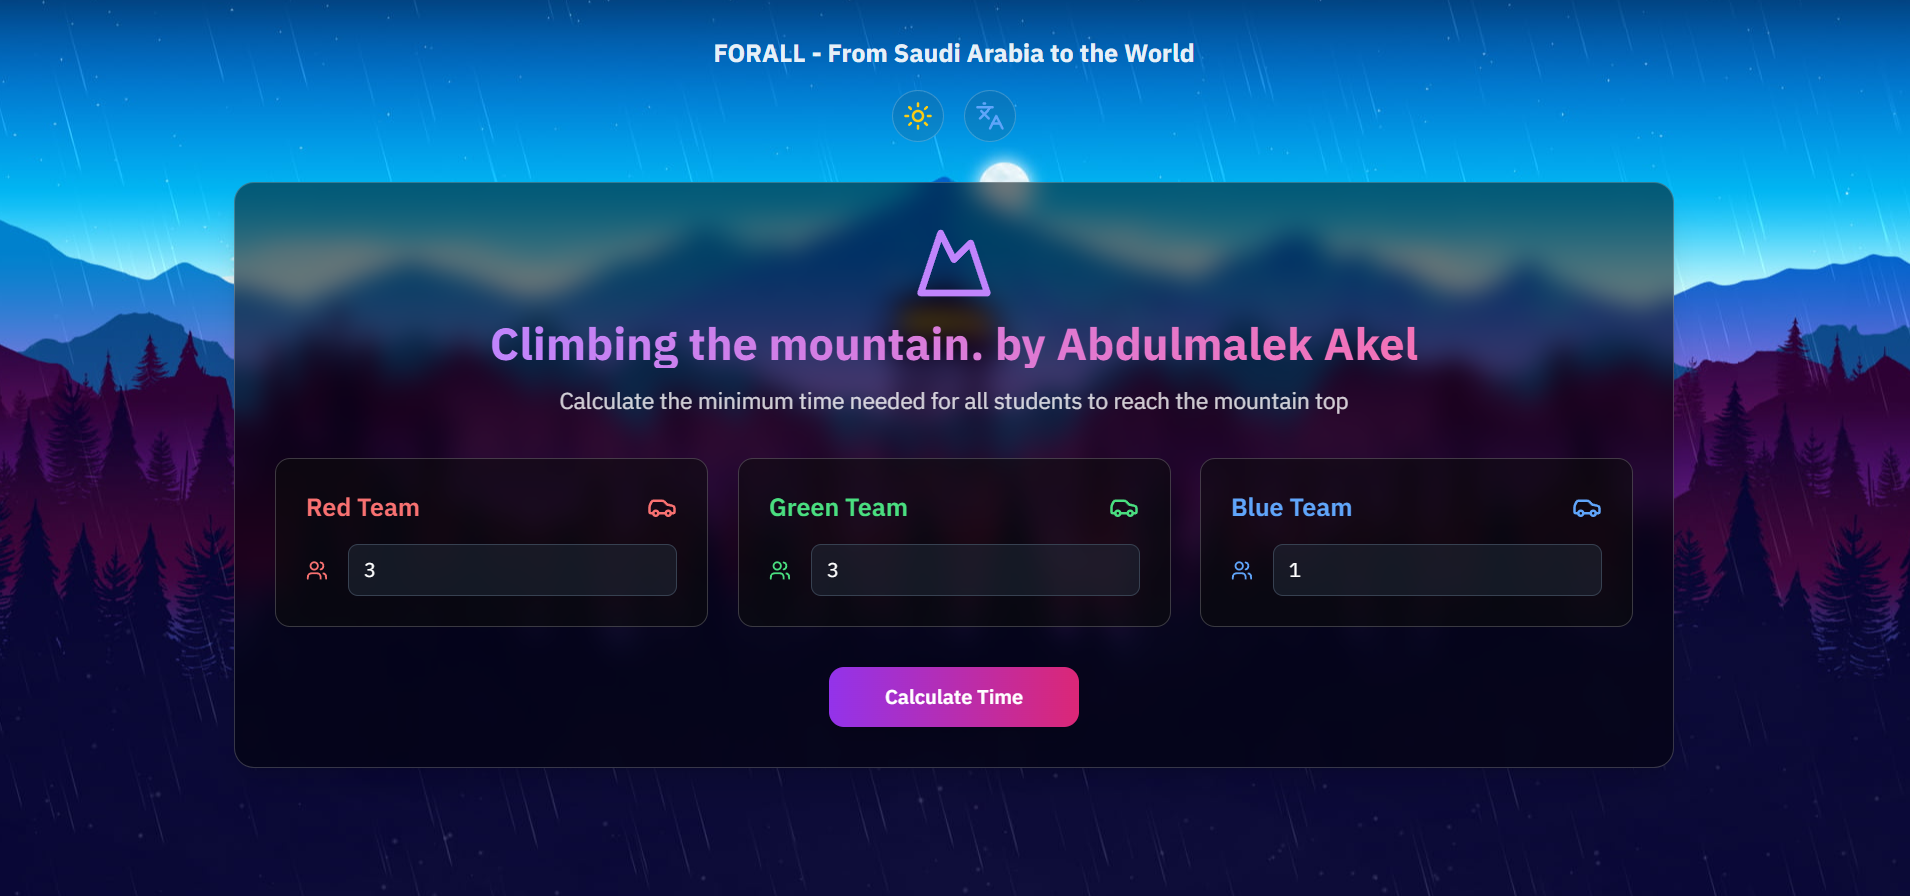 FORALL - From Saudi Arabia to the World
Climbing the mountain. by Abdulmalek Akel
Calculate the minimum time needed for all students to reach the mountain top
Red Team
3
Green Team
3
Blue Team
1
Calculate Time